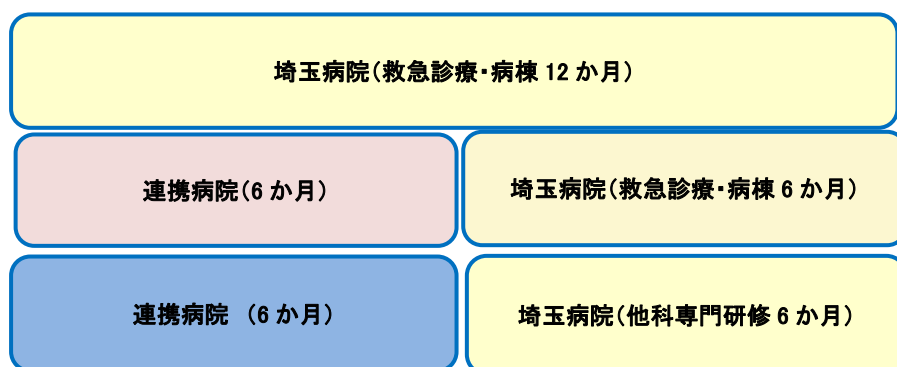 埼玉病院(救急診療・病棟 12 か月)
連携病院(6 か月)
埼玉病院(救急診療・病棟 6 か月)
連携病院 (6 か月)
埼玉病院(他科専門研修 6 か月)